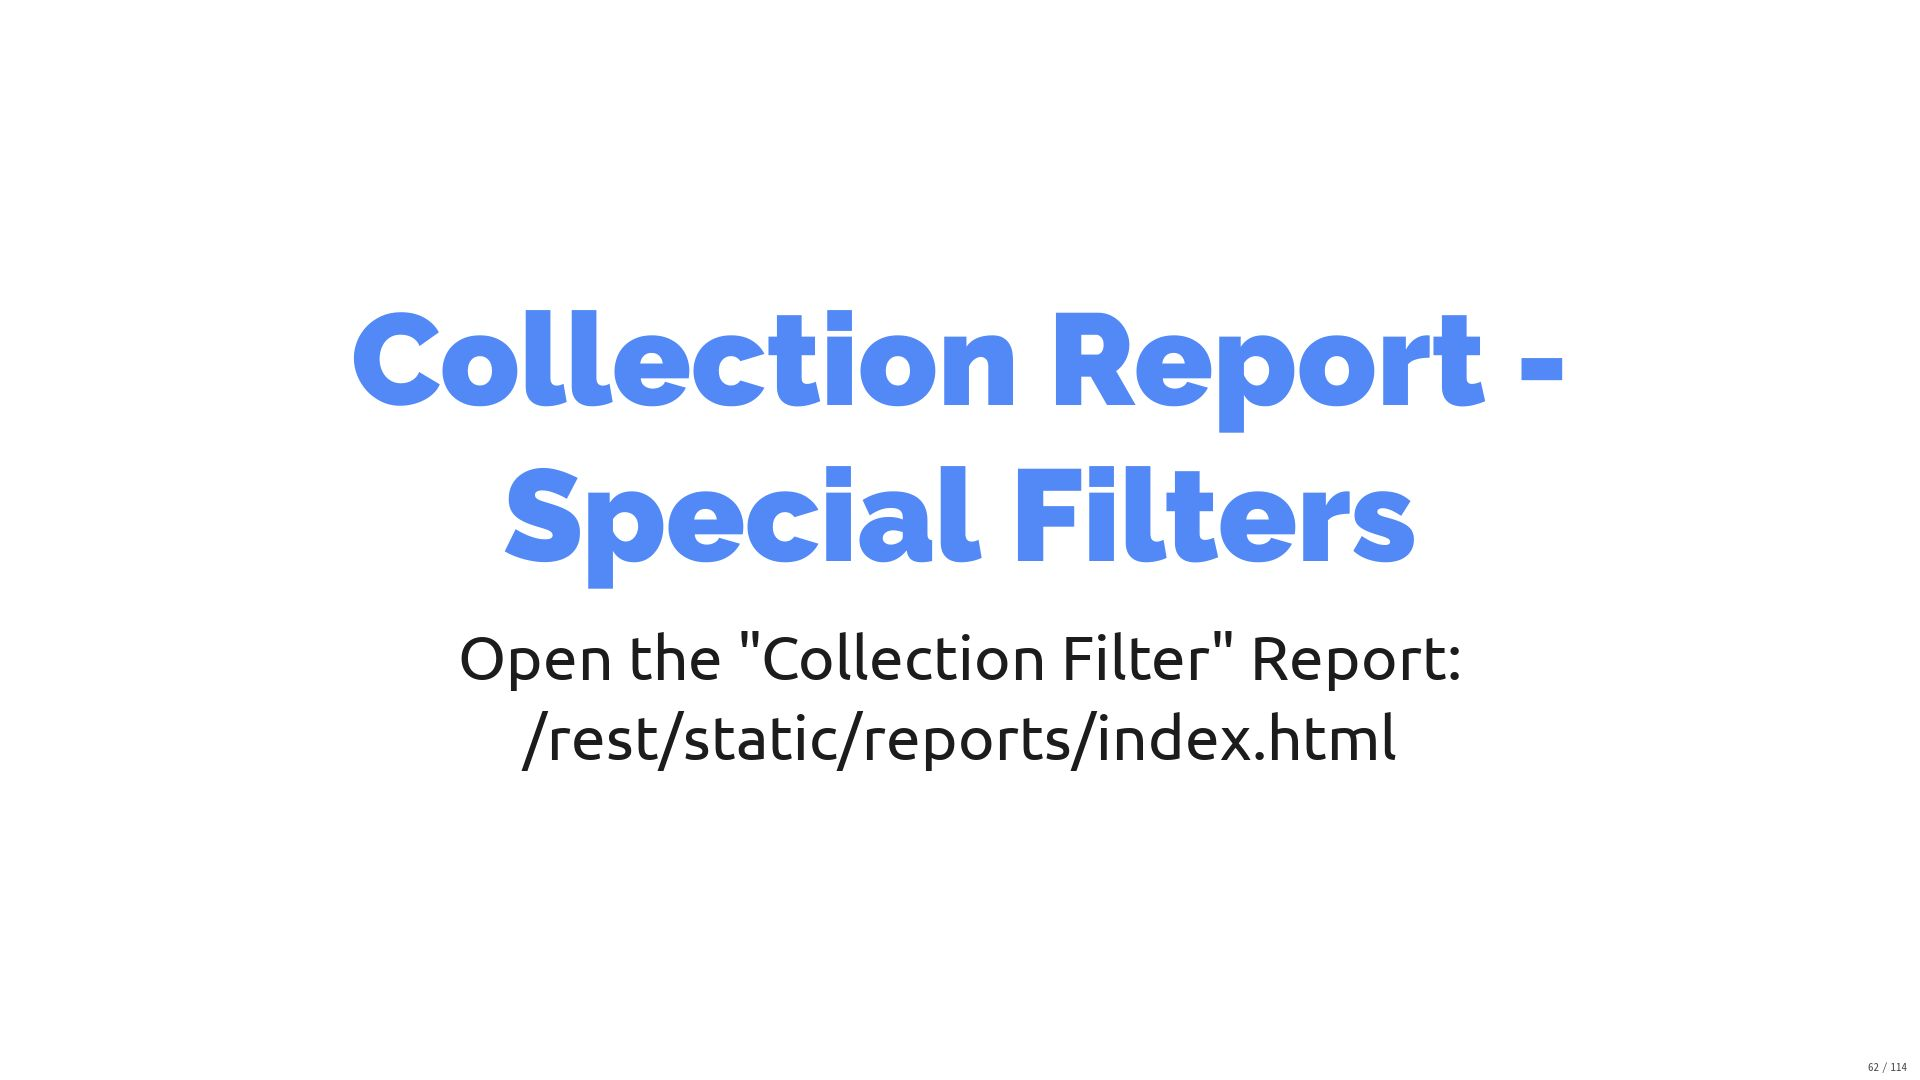 Collection Report -
Special Filters
Open the "Collection Filter" Report:
/rest/static/reports/index.html
62 / 114